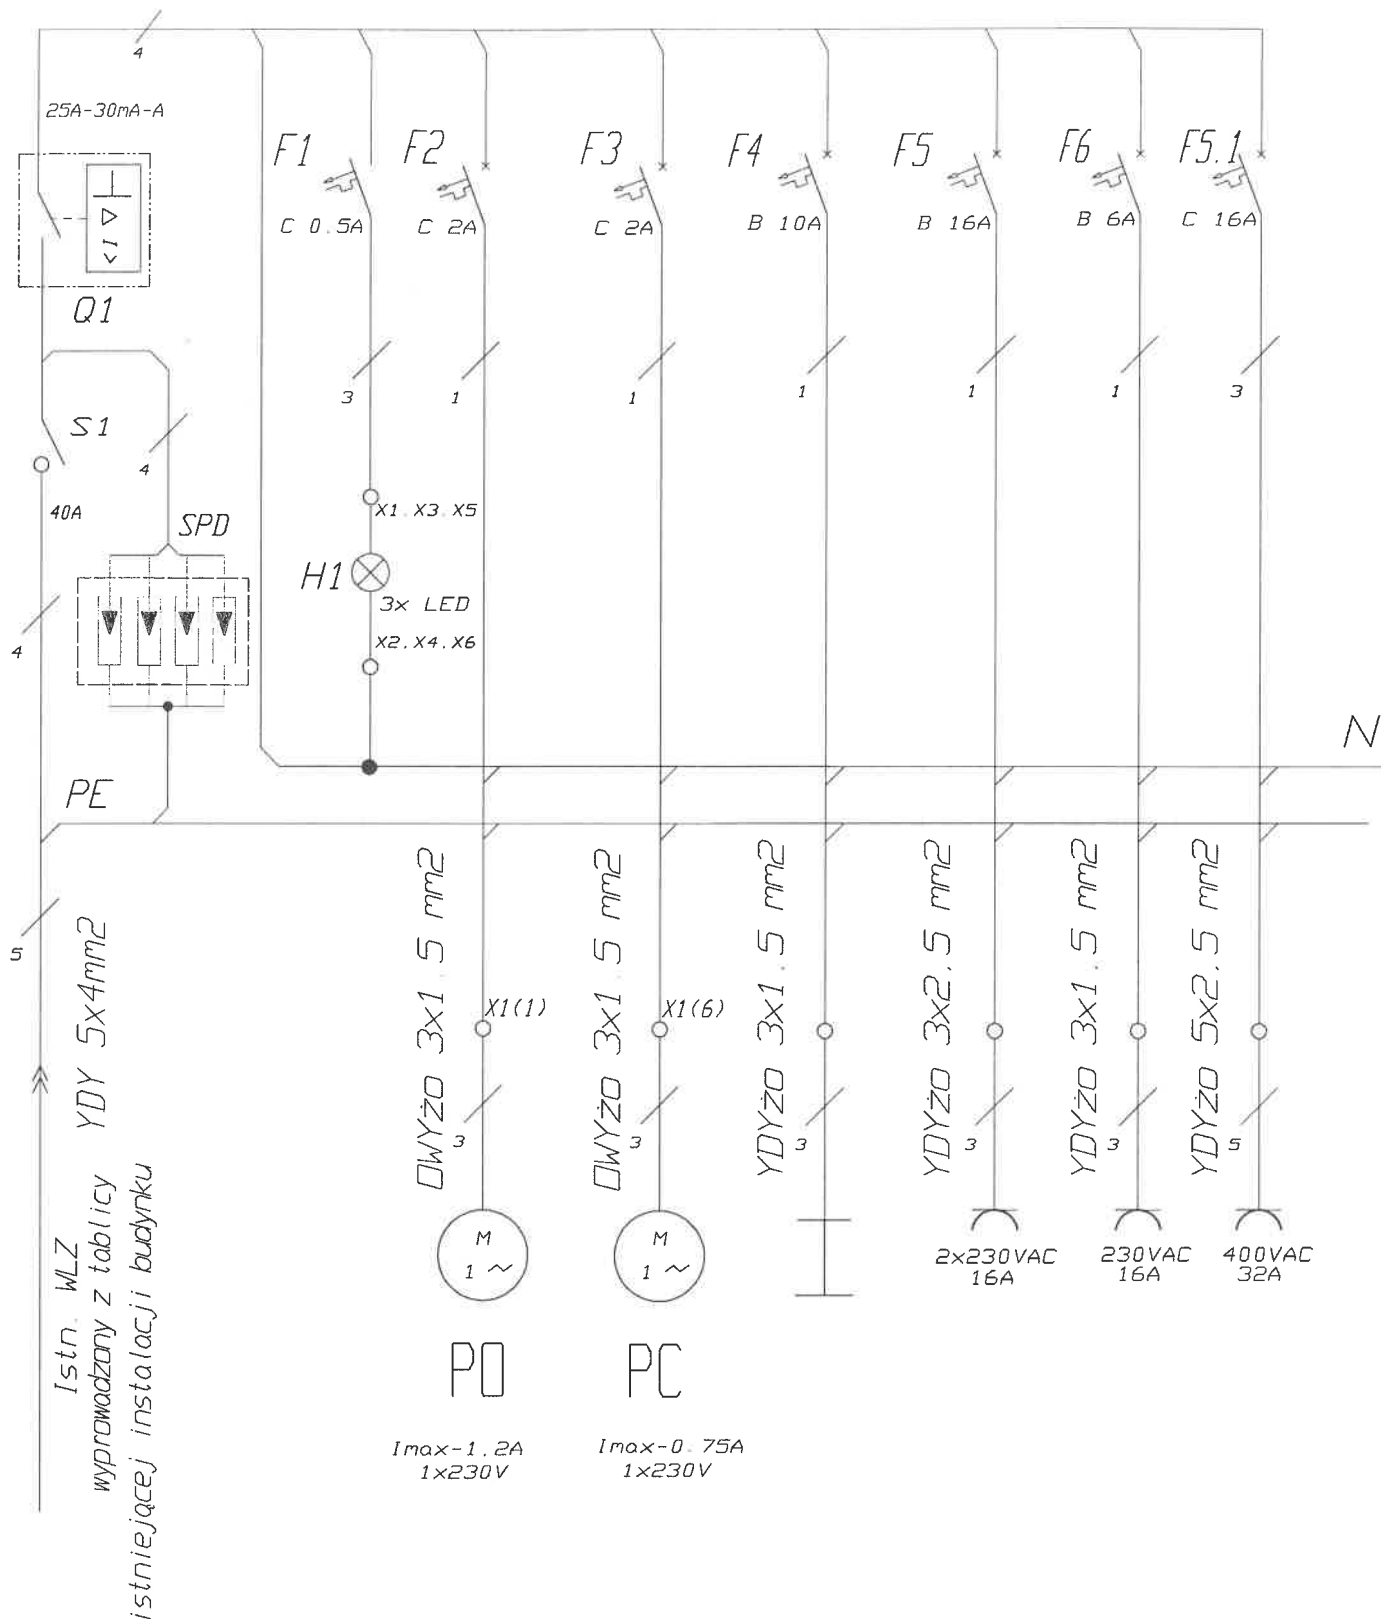 4
25A-30mA-A
Q1
F1
C 0.5A
F2
C 2A
F3
C 2A
F4
B 10A
F5
B 16A
F6
B 6A
F5.1
C 16A
3
1
1
1
1
1
3
S1
4
40A
SPD
4
X1.X3.X5
H1
3x LED
X2.X4.X6
N
PE
5
YDY 5x4mm2
Istn. WLZ
wyprowadzony z tablicy
istniejącej instalacji budynku
OWYżo 3x1.5 mm2
X1(1)
3
M
1 ~
PO
Imax-1.2A
1x230V
OWYżo 3x1.5 mm2
X1(6)
3
M
1 ~
PC
Imax-0.75A
1x230V
YDYżo 3x1.5 mm2
3
YDYżo 3x2.5 mm2
3
2x230VAC
16A
YDYżo 3x1.5 mm2
3
230VAC
16A
YDYżo 5x2.5 mm2
5
400VAC
32A